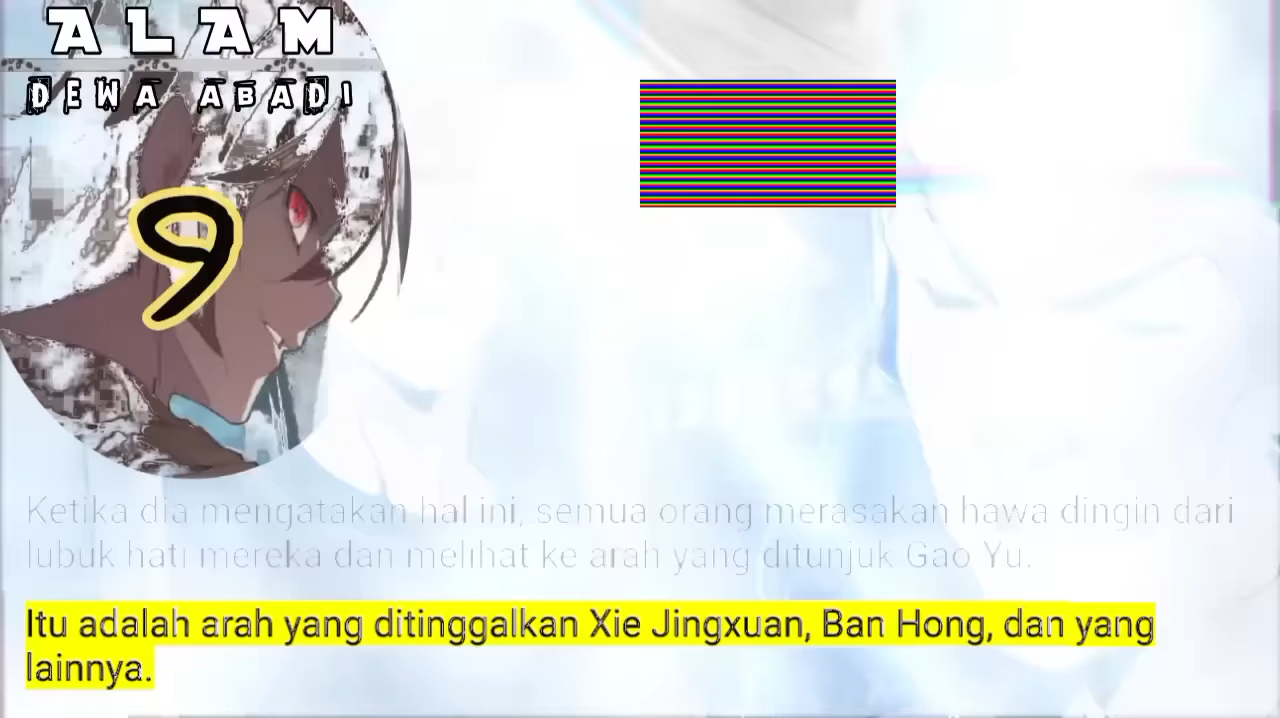 ALAM
DEWA ABADI
9
Ketika dia mengatakan hal ini, semua orang merasakan hawa dingin dari
lubuk hati mereka dan melihat ke arah yang ditunjuk Gao Yu.
Itu adalah arah yang ditinggalkan Xie Jingxuan, Ban Hong, dan yang
lainnya.